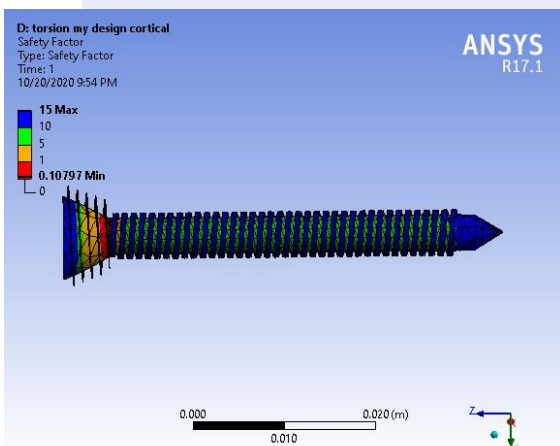 D: torsion my design cortical
Safety Factor
Type: Safety Factor
Time: 1
10/20/2020 9:54 PM
ANSYS
R17.1
15 Max
10
5
1
0.10797 Min
0
0.000
0.020 (m)
0.010
Z